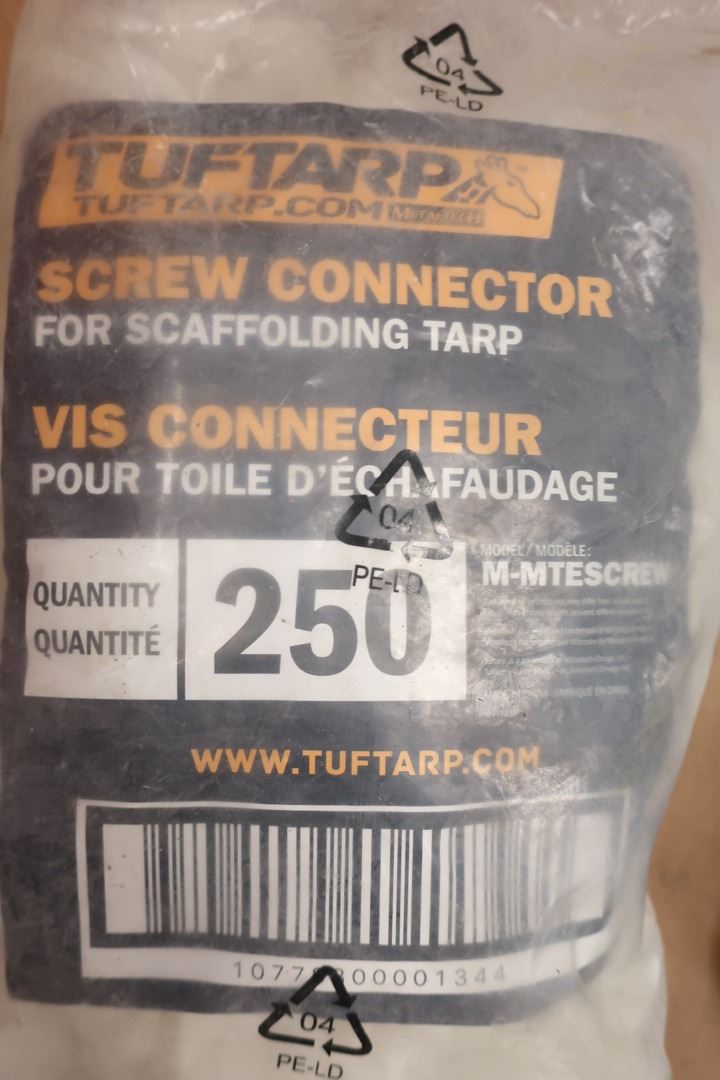 04
PE-LD
TUFTARP
TUFTARP.COM METALTECH
SCREW CONNECTOR
FOR SCAFFOLDING TARP
VIS CONNECTEUR
POUR TOILE D'ÉCHAFAUDAGE
04
PE-LD
QUANTITY
QUANTITÉ
250
MODEL / MODÈLE:
M-MTESCREW
WWW.TUFTARP.COM
04
PE-LD